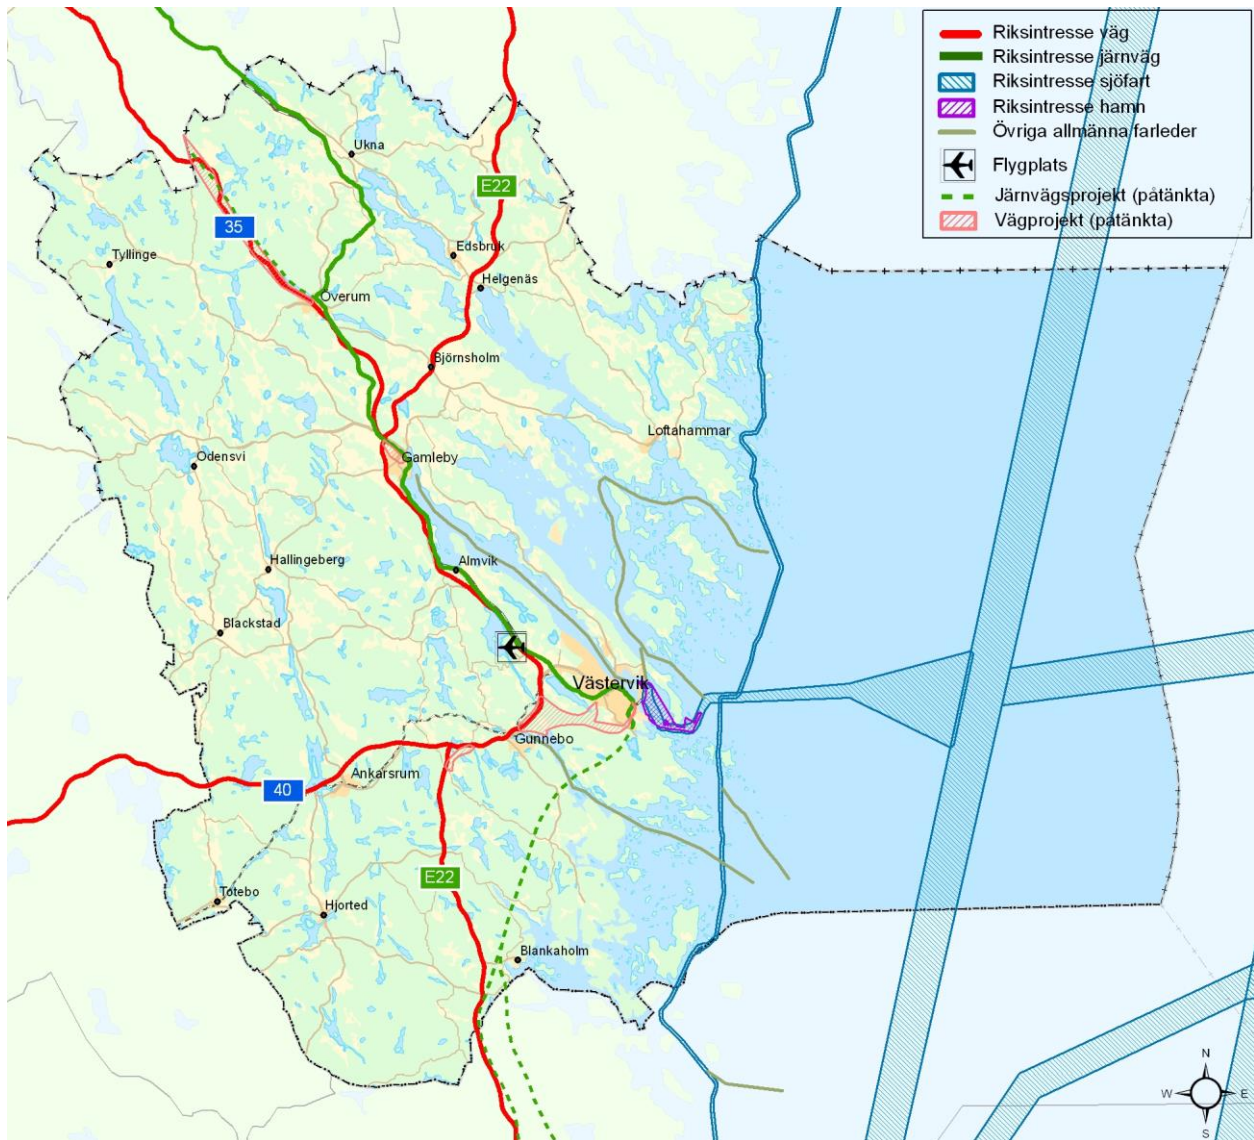 Riksintresse väg
Riksintresse järnväg
Riksintresse sjöfart
Riksintresse hamn
Övriga allmänna farleder
Flygplats
Järnvägsprojekt (påtänkta)
Vägprojekt (påtänkta)
Ukna
E22
35
Edsbruk
Tyllinge
Helgenäs
Överum
Björnsholm
Loftahammar
Gamleby
Odensvi
Hallingeberg
Almvik
Blackstad
Västervik
Gunnebo
Ankarsrum
40
E22
Totebo
Hjorted
Blankaholm
N
W
E
S